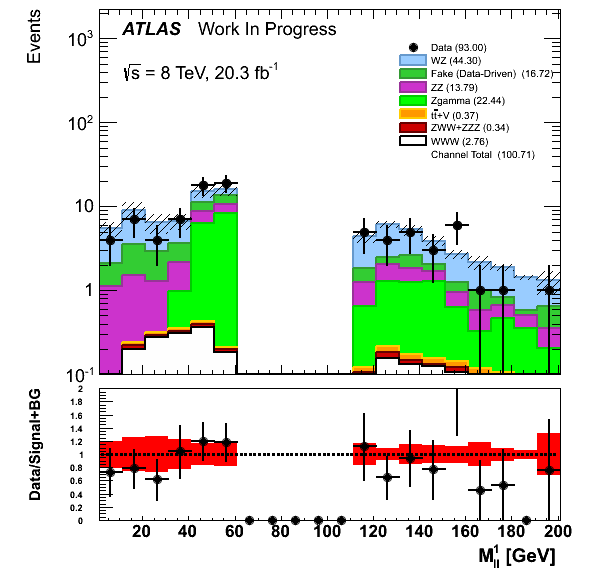 Events
10³
10²
10
1
10⁻¹
ATLAS Work In Progress
√s = 8 TeV, 20.3 fb⁻¹
Data (93.00)
WZ (44.30)
Fake (Data-Driven) (16.72)
ZZ (13.79)
Zgamma (22.44)
tt̄+V (0.37)
ZWW+ZZZ (0.34)
WWW (2.76)
Channel Total (100.71)
Data/Signal+BG
2
1.8
1.6
1.4
1.2
1
0.8
0.6
0.4
0.2
0
20 40 60 80 100 120 140 160 180 200
M¹ll [GeV]